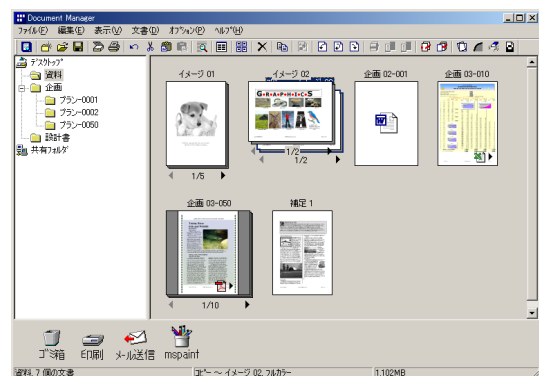 Document Manager
ファイル(F) 編集(E) 表示(V) 文書(D) オプション(P) ヘルプ(H)
デスクトップ
資料
企画
プラン-0001
プラン-0002
プラン-0050
設計書
共有フォルダ
イメージ 01
イメージ 02
企画 02-001
企画 03-010
GRAPHICS
1/5
1/2
1/2
企画 03-050
補足 1
1/10
ゴミ箱
印刷
メール送信
mspaint
資料, 7 個の文書
コピー ～ イメージ 02, フルカラー
1.102MB